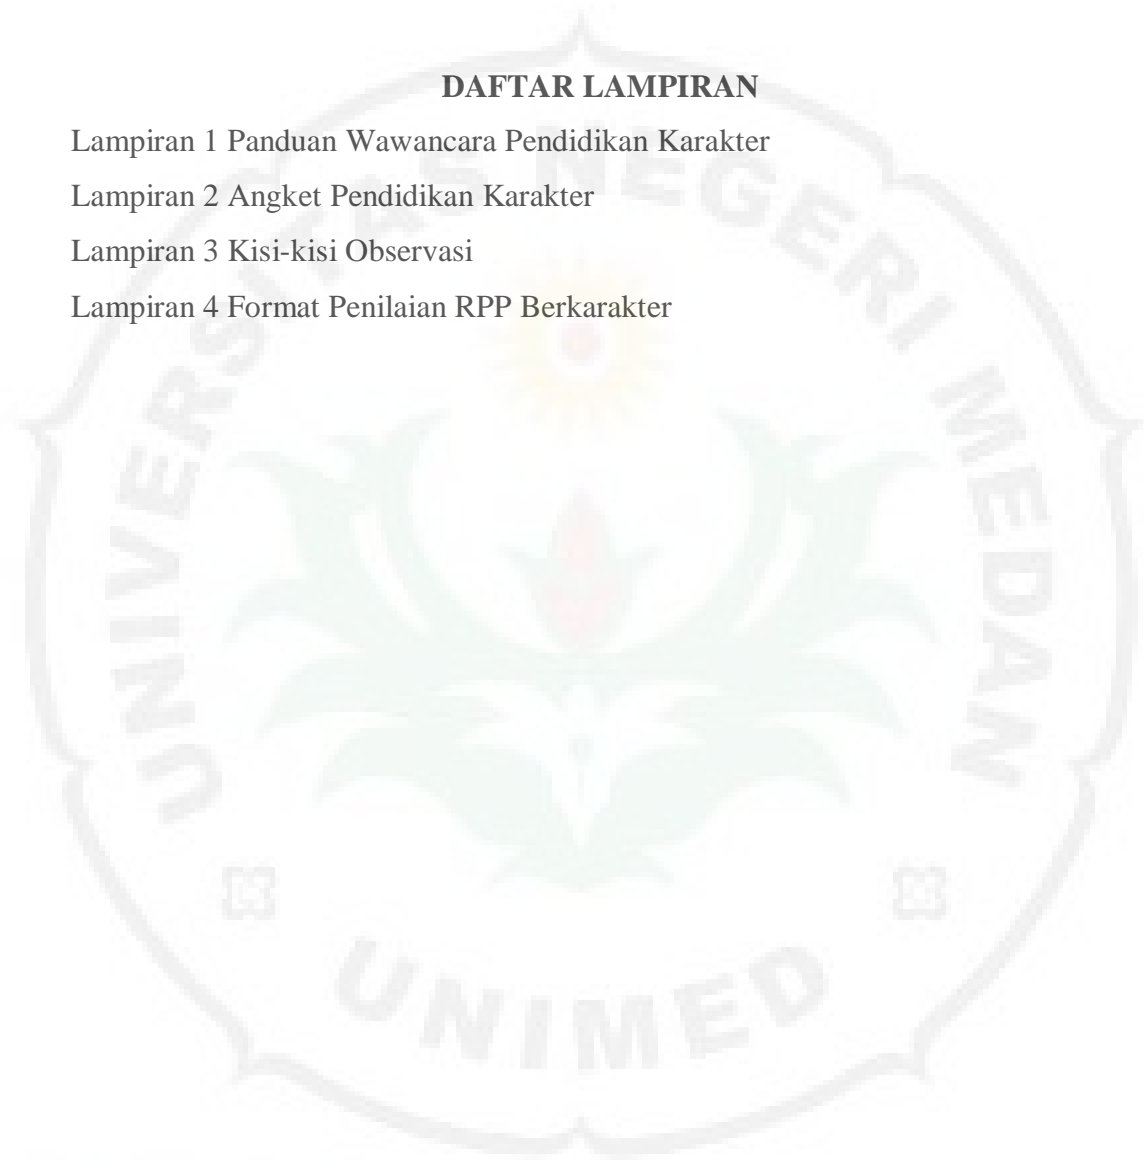 DAFTAR LAMPIRAN
Lampiran 1 Panduan Wawancara Pendidikan Karakter
Lampiran 2 Angket Pendidikan Karakter
Lampiran 3 Kisi-kisi Observasi
Lampiran 4 Format Penilaian RPP Berkarakter
UNIVERSITAS NEGERI MEDAN
UNIMED